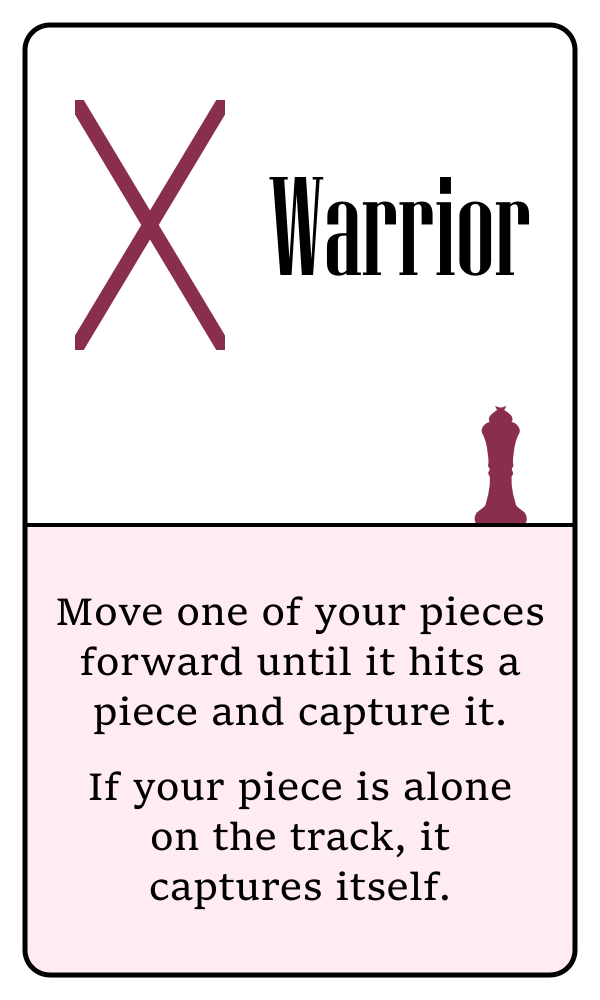 X Warrior
Move one of your pieces
forward until it hits a
piece and capture it.
If your piece is alone
on the track, it
captures itself.